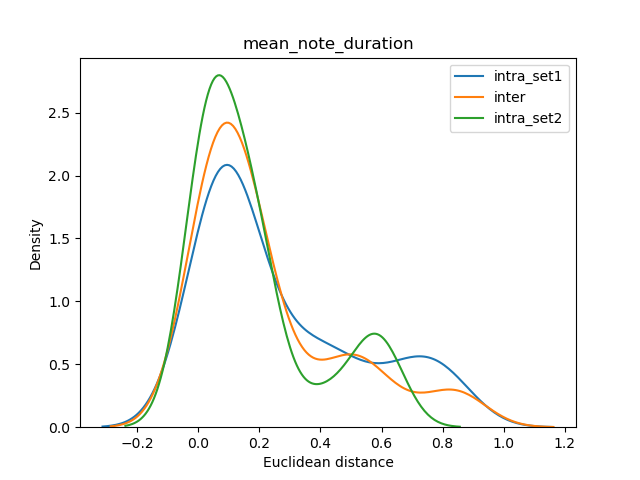 mean_note_duration
intra_set1
inter
intra_set2
Density
2.5
2.0
1.5
1.0
0.5
0.0
−0.2 0.0 0.2 0.4 0.6 0.8 1.0 1.2
Euclidean distance